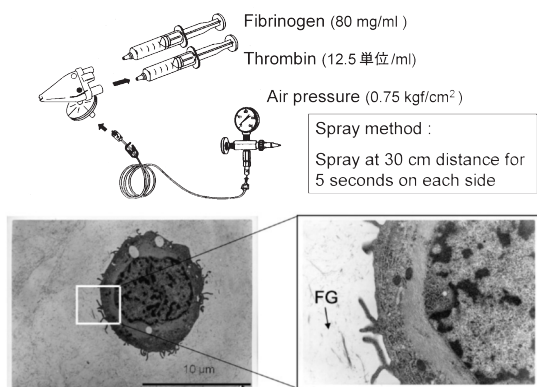 Fibrinogen (80 mg/ml )
Thrombin (12.5 単位/ml)
Air pressure (0.75 kgf/cm² )
Spray method :
Spray at 30 cm distance for
5 seconds on each side
FG
10 μm